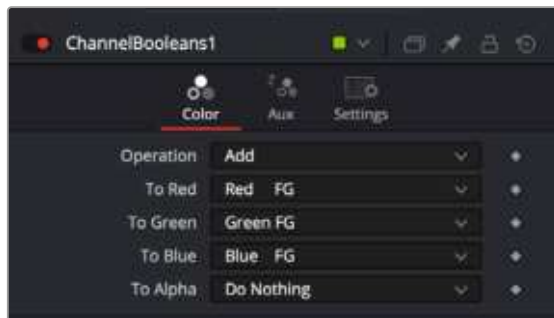 ChannelBooleans1
Color Aux Settings
Operation Add
To Red Red FG
To Green Green FG
To Blue Blue FG
To Alpha Do Nothing